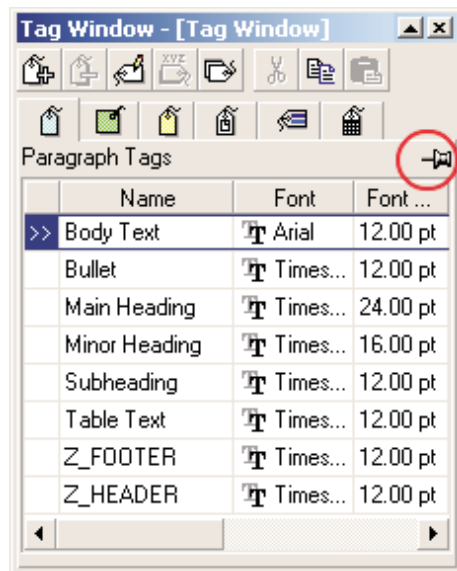 Tag Window - [Tag Window]
XYZ
Paragraph Tags
Name Font Font ...
>> Body Text Arial 12.00 pt
Bullet Times... 12.00 pt
Main Heading Times... 24.00 pt
Minor Heading Times... 16.00 pt
Subheading Times... 12.00 pt
Table Text Times... 12.00 pt
Z_FOOTER Times... 12.00 pt
Z_HEADER Times... 12.00 pt